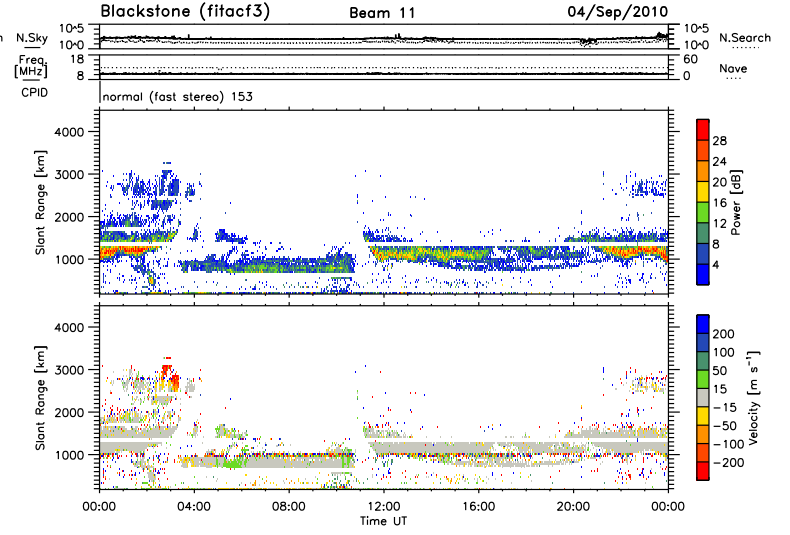 Blackstone (fitacf3)
Beam 11
04/Sep/2010
N.Sky
10^5
10^0
10^5
10^0
N.Search
Freq.
[MHz]
18
8
60
0
Nave
CPID
normal (fast stereo) 153
Slant Range [km]
4000
3000
2000
1000
28
24
20
16
12
8
4
Power [dB]
Slant Range [km]
4000
3000
2000
1000
200
100
50
15
-15
-50
-100
-200
Velocity [m s^-1]
00:00
04:00
08:00
12:00
16:00
20:00
00:00
Time UT